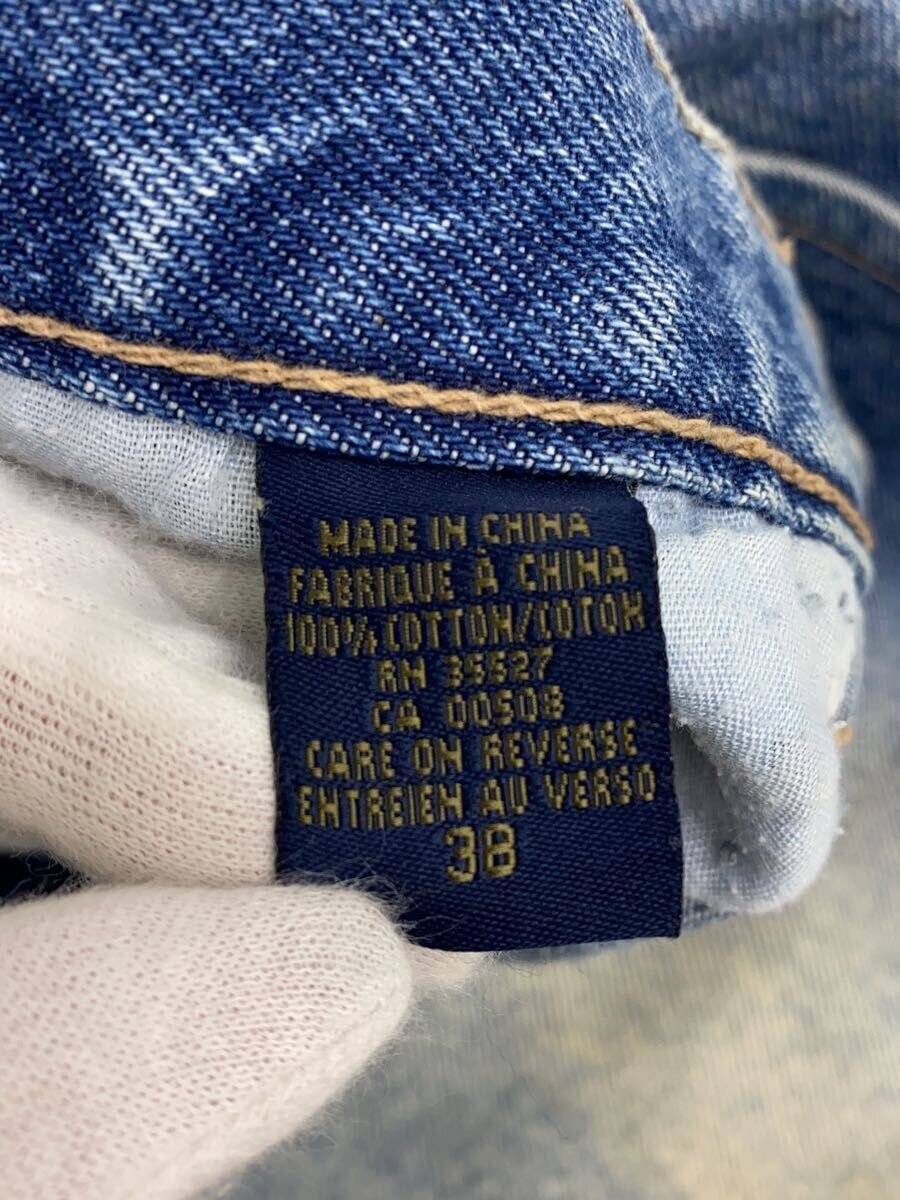 MADE IN CHINA
FABRIQUE À CHINA
100% COTTON/COTON
RN 35527
CA 00508
CARE ON REVERSE
ENTREIEN AU VERSO
38